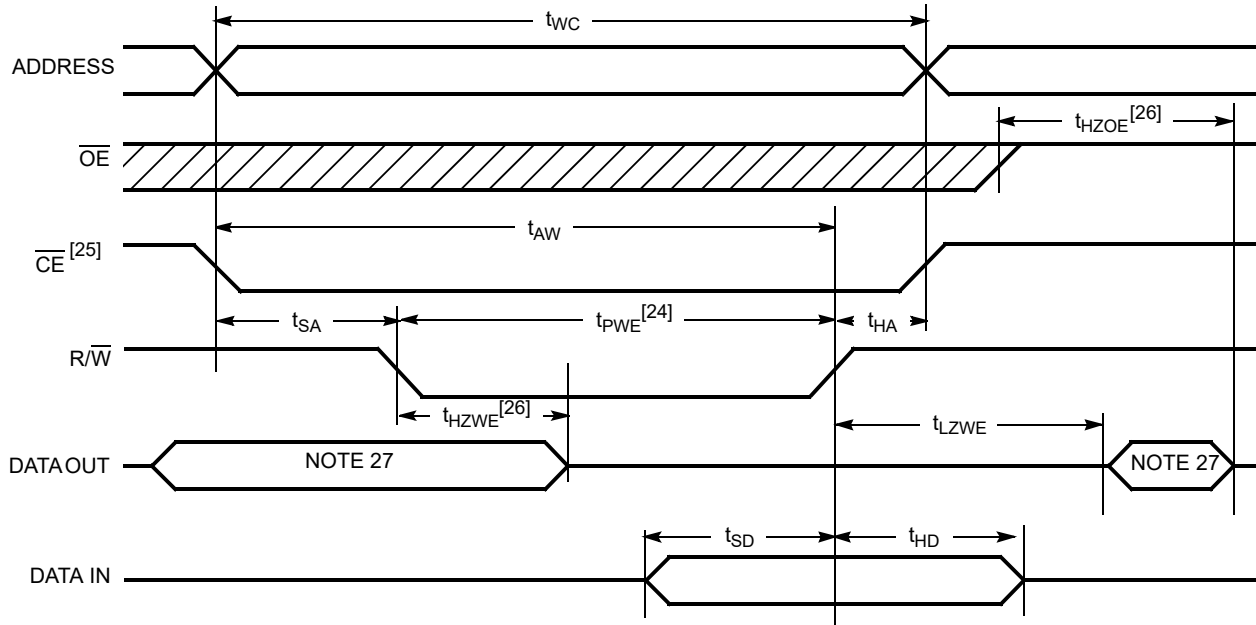 tWC
ADDRESS
tHZOE[26]
OE
tAW
CE[25]
tSA
tPWE[24]
tHA
R/W
tHZWE[26]
tLZWE
DATA OUT
NOTE 27
NOTE 27
tSD
tHD
DATA IN